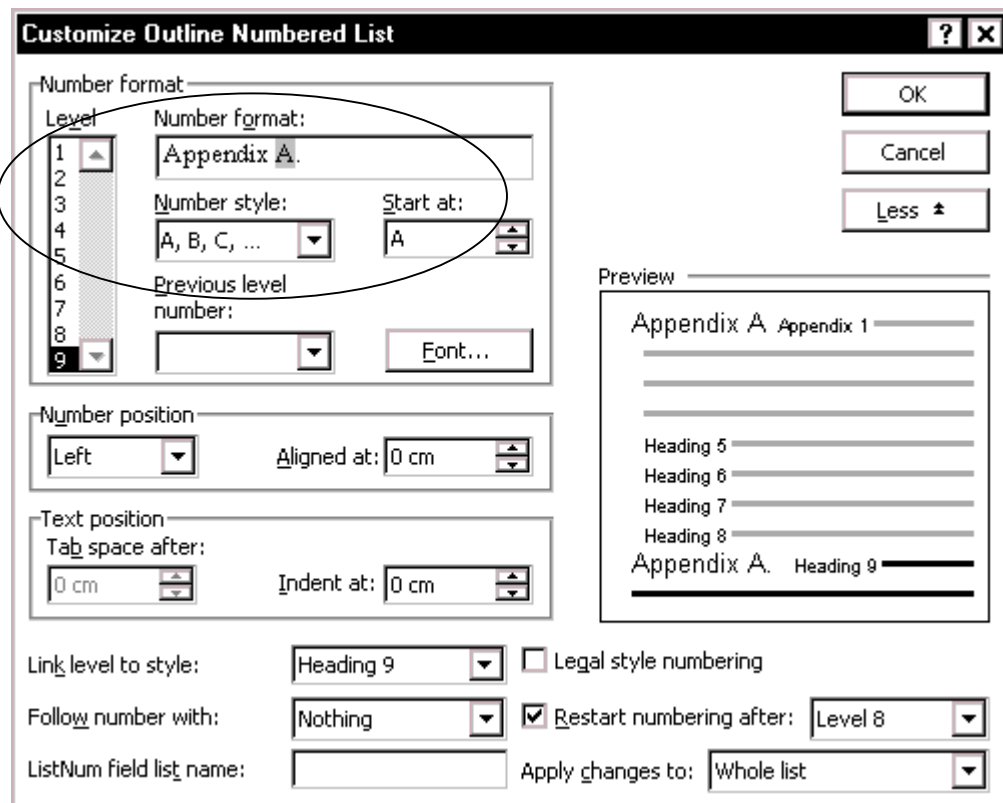 Customize Outline Numbered List
Number format
OK
Level
Number format:
1
Appendix A.
Cancel
2
3
Number style:
Start at:
Less
4
A, B, C, ...
A
5
6
Previous level
Preview
7
number:
8
9
Font...
Appendix A Appendix 1
Number position
Left
Aligned at: 0 cm
Heading 5
Heading 6
Text position
Heading 7
Tab space after:
Heading 8
0 cm
Indent at: 0 cm
Appendix A. Heading 9
Link level to style: Heading 9
Legal style numbering
Follow number with: Nothing
Restart numbering after: Level 8
ListNum field list name:
Apply changes to: Whole list